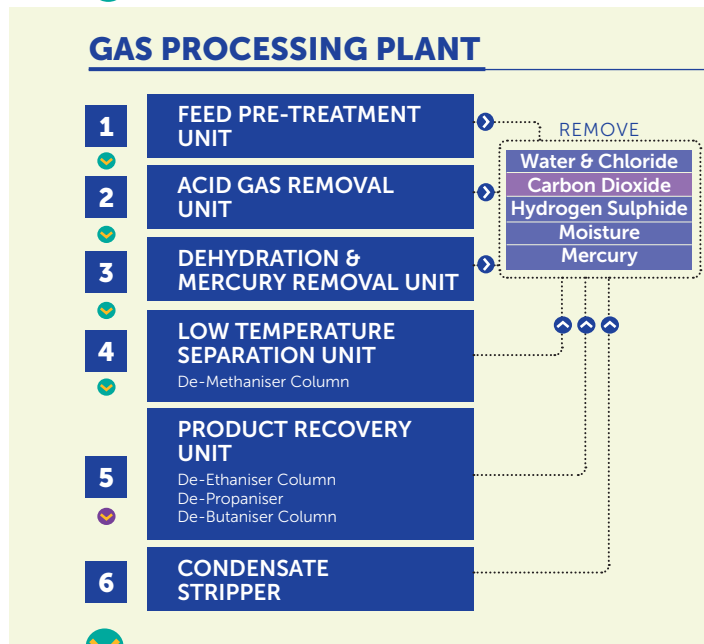 GAS PROCESSING PLANT
1
FEED PRE-TREATMENT
UNIT
REMOVE
Water & Chloride
Carbon Dioxide
Hydrogen Sulphide
Moisture
Mercury
2
ACID GAS REMOVAL
UNIT
3
DEHYDRATION &
MERCURY REMOVAL UNIT
4
LOW TEMPERATURE
SEPARATION UNIT
De-Methaniser Column
5
PRODUCT RECOVERY
UNIT
De-Ethaniser Column
De-Propaniser
De-Butaniser Column
6
CONDENSATE
STRIPPER